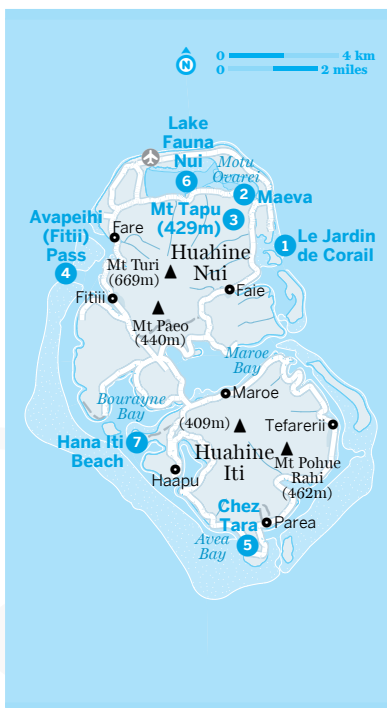 0 4 km
N
0 2 miles
Lake
Fauna
Nui
Motu
Ovarei
6
2 Maeva
Mt Tapu
(429m)
3
Avapeihi
(Fitii)
Pass
4
Fare
1 Le Jardin
de Corail
Huahine
Nui
Mt Turi
(669m)
Faie
Fitiii
Mt Paeo
(440m)
Maroe
Bay
Bourayne
Bay
Maroe
(409m)
Tefarerii
Hana Iti
Beach
7
Huahine
Iti
Mt Pohue
Rahi
(462m)
Haapu
Chez
Tara
5
Parea
Avea
Bay